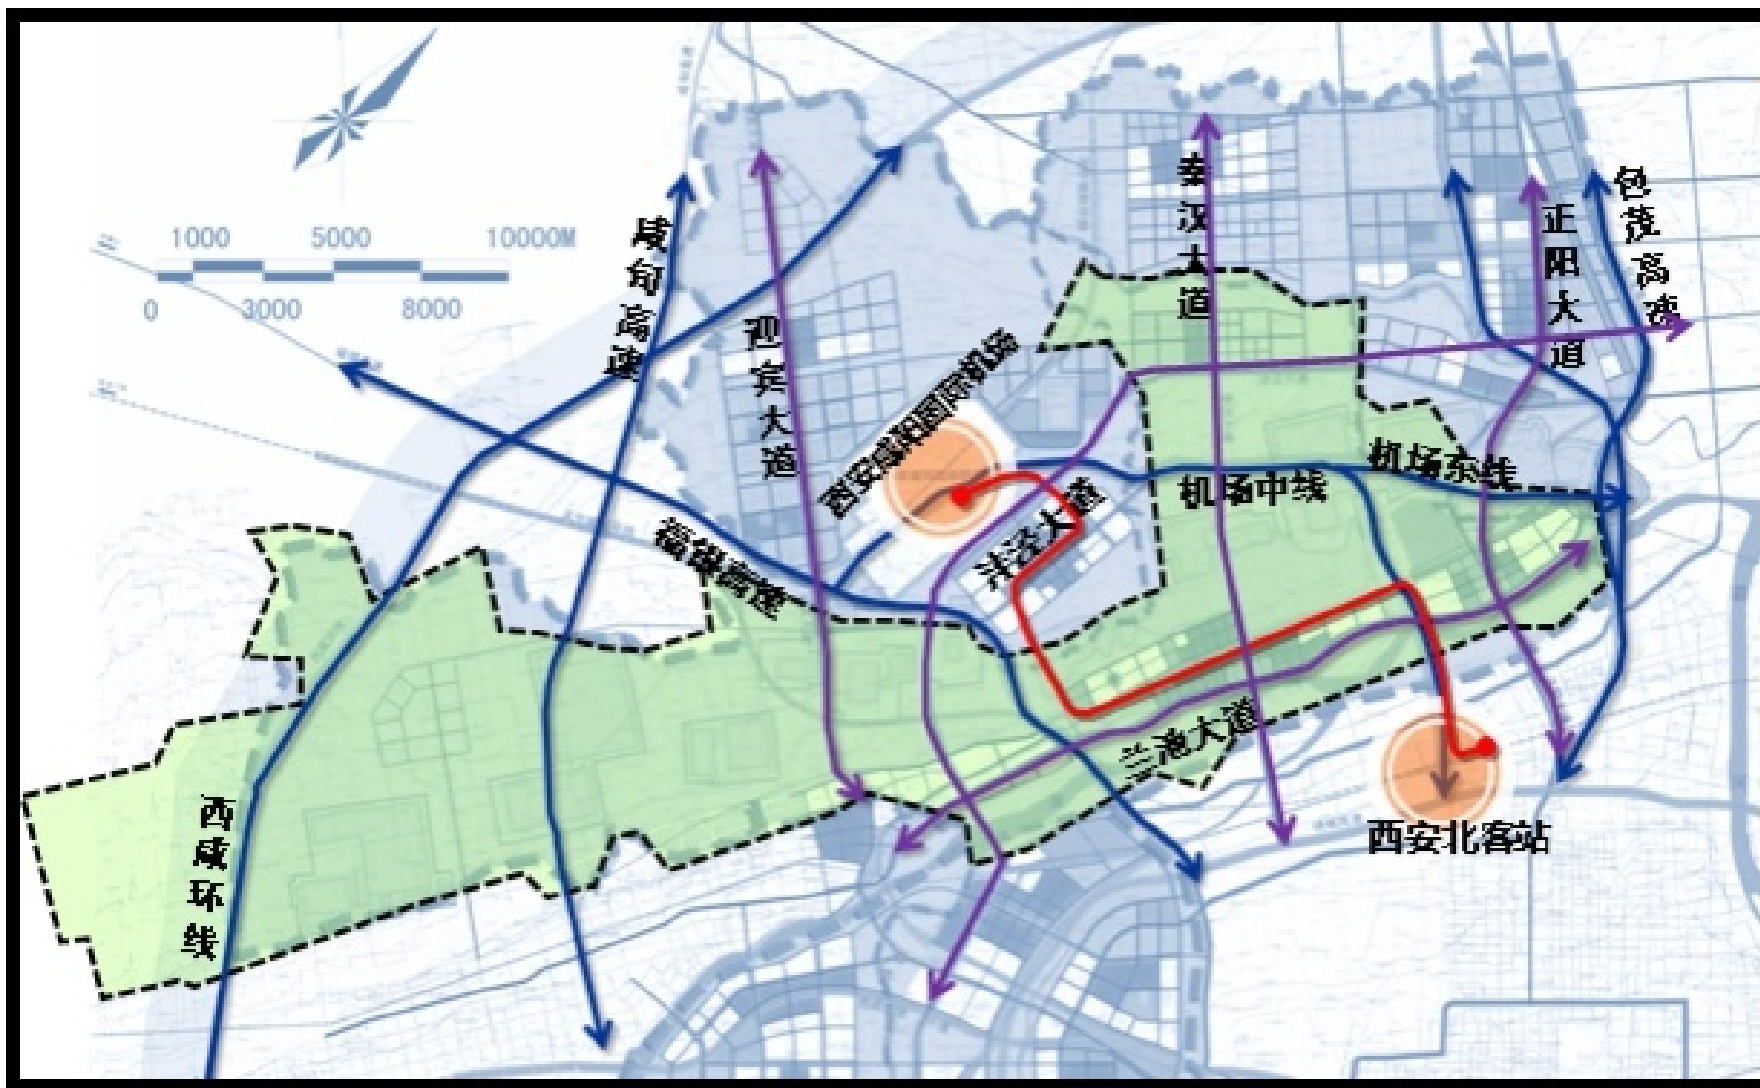 1000 5000 10000M
0 3000 8000
咸旬高速
迎宾大道
西安咸阳国际机场
秦汉大道
正阳大道
包茂高速
机场东线
机场中线
沣泾大道
福银高速
兰池大道
西安北客站
西咸环线